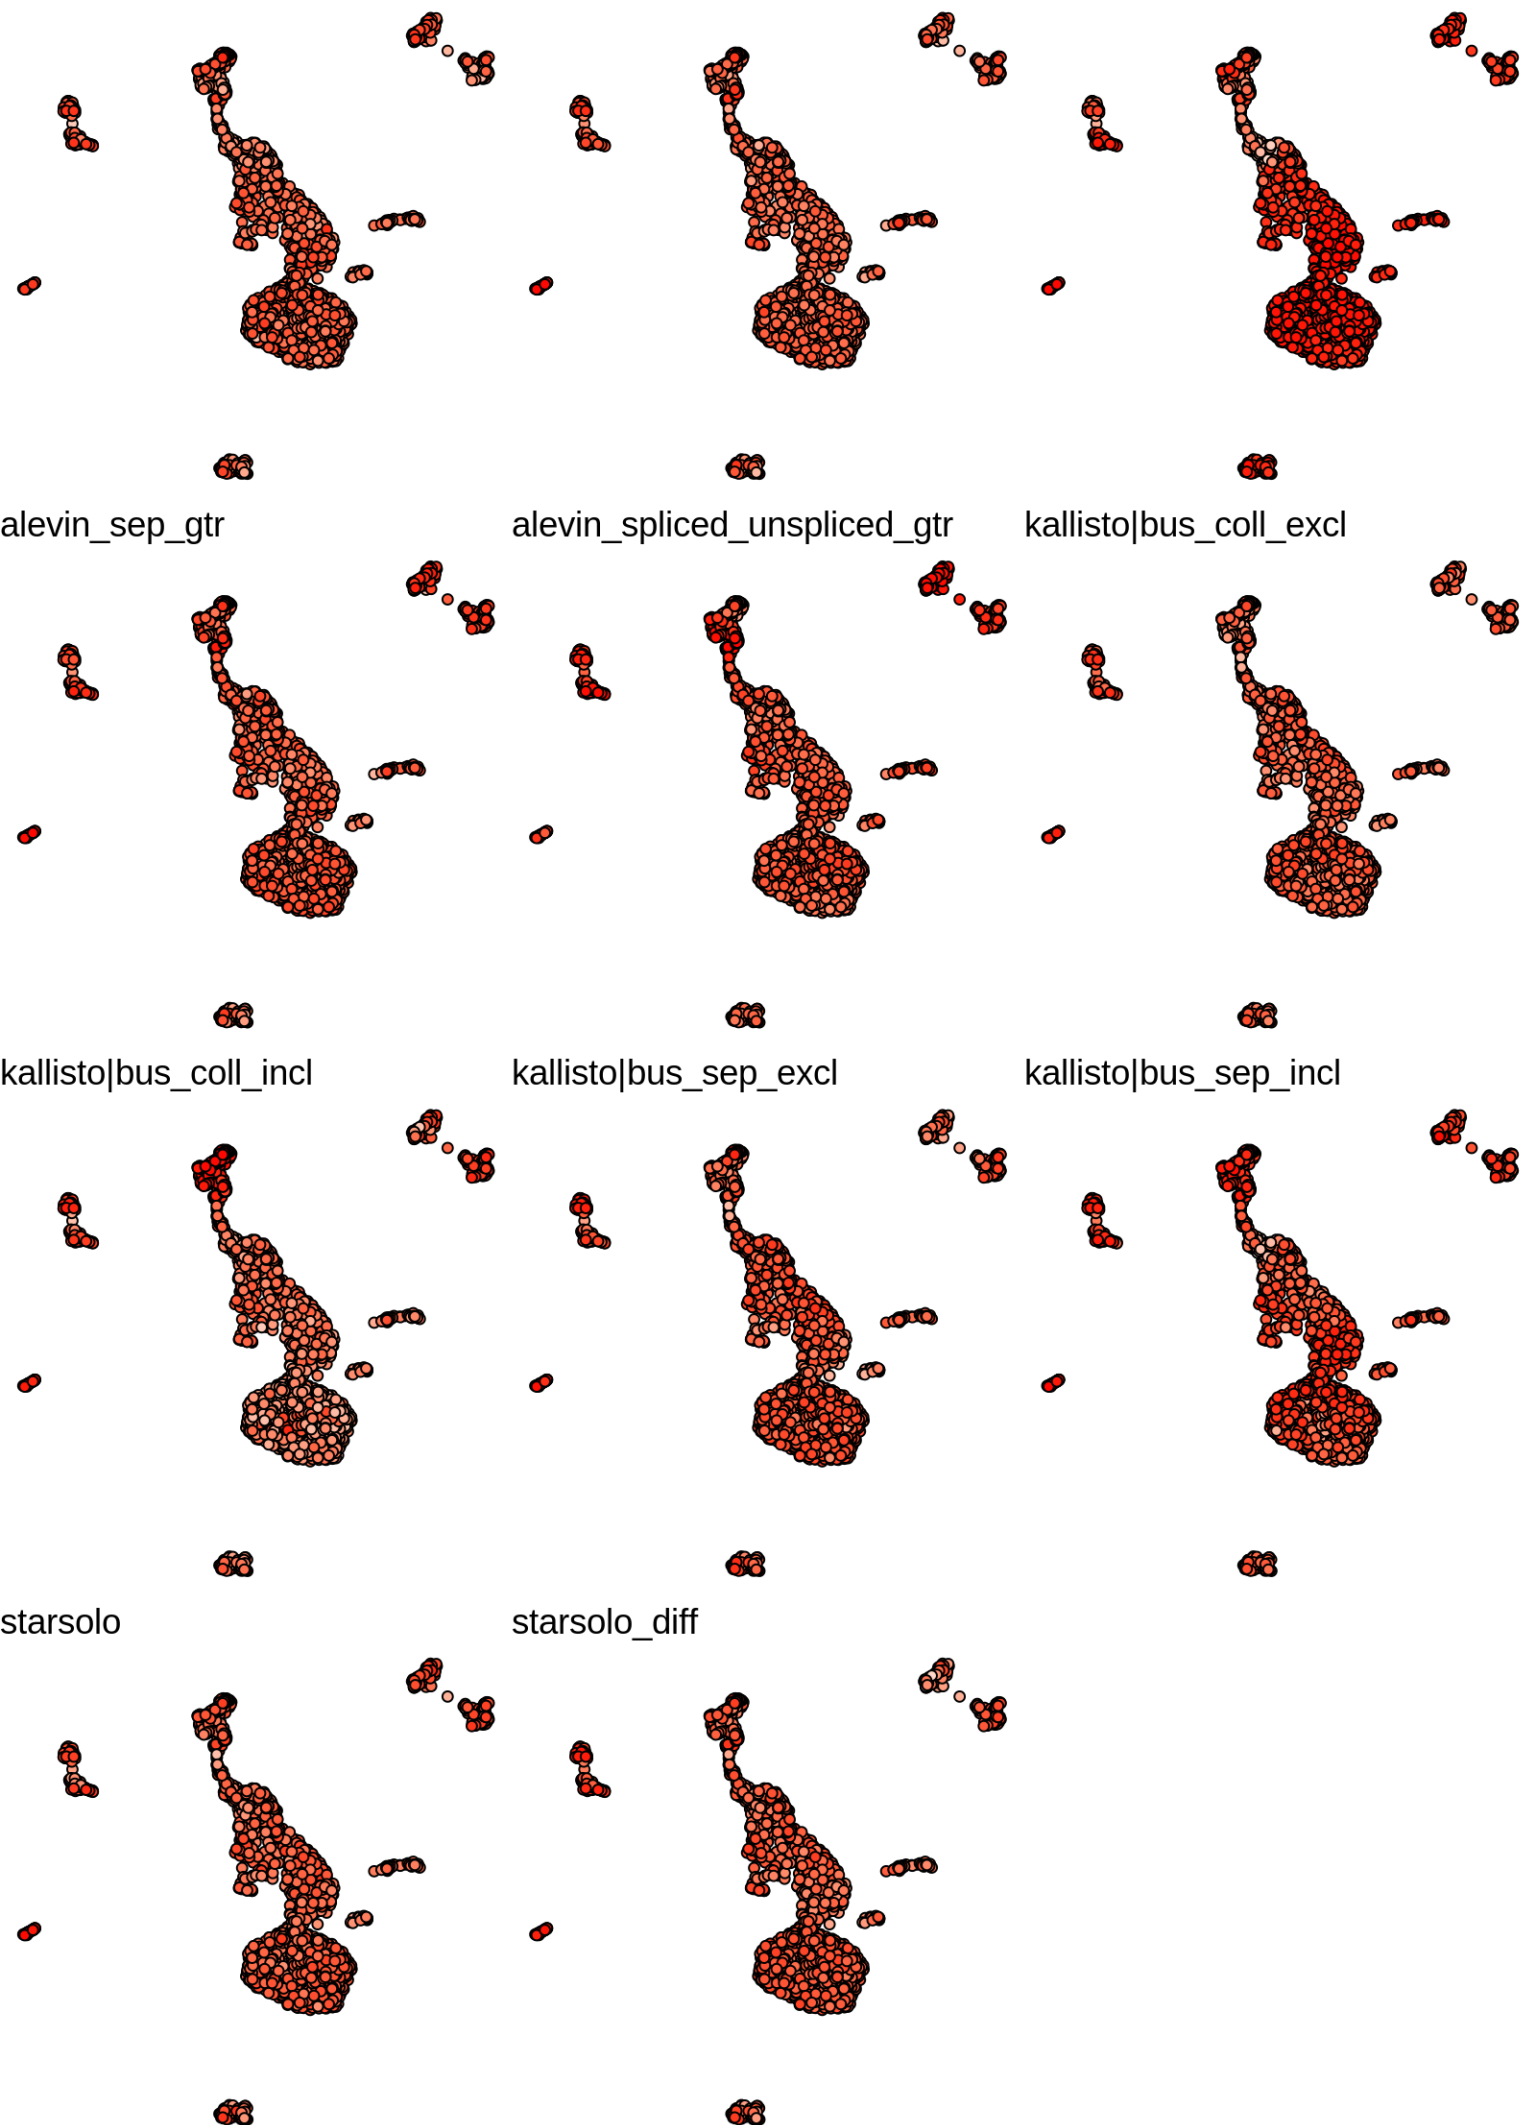 alevin_sep_gtr
alevin_spliced_unspliced_gtr
kallisto|bus_coll_excl
kallisto|bus_coll_incl
kallisto|bus_sep_excl
kallisto|bus_sep_incl
starsolo
starsolo_diff